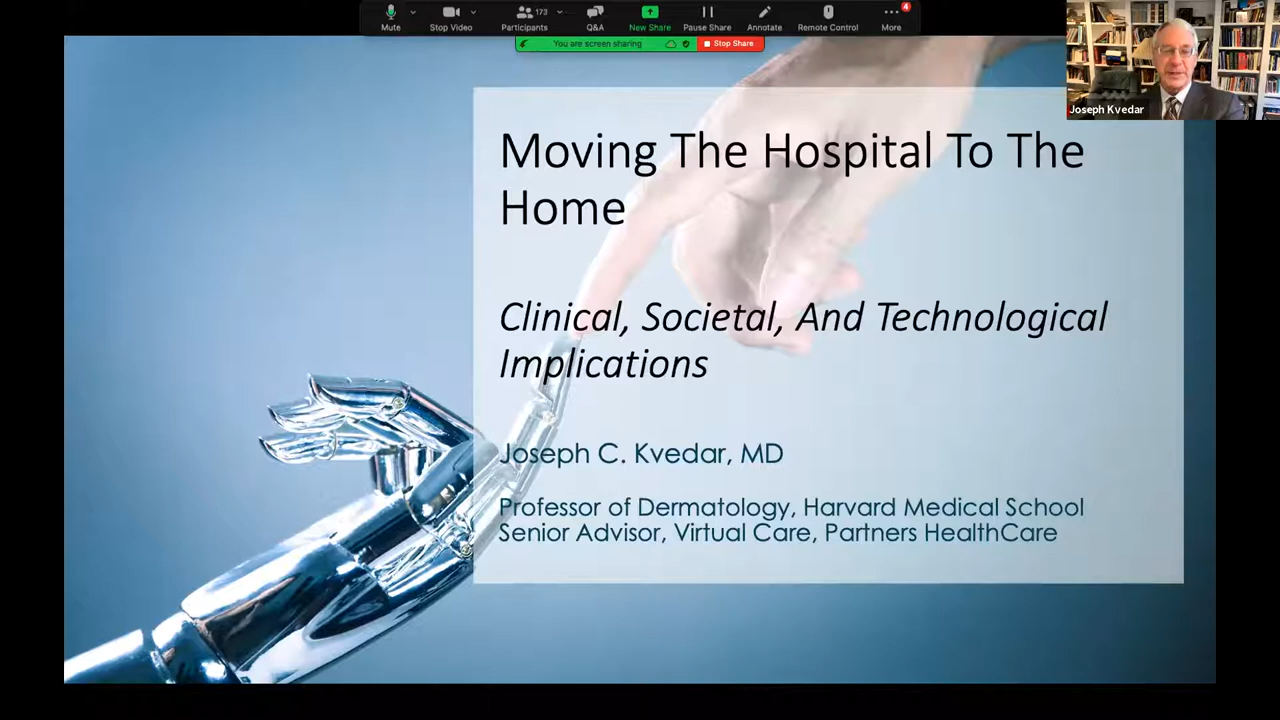 Mute
Stop Video
173
Participants
Q&A
New Share
Pause Share
Annotate
Remote Control
4
More
You are screen sharing
Stop Share
Joseph Kvedar
Moving The Hospital To The
Home
Clinical, Societal, And Technological
Implications
Joseph C. Kvedar, MD
Professor of Dermatology, Harvard Medical School
Senior Advisor, Virtual Care, Partners HealthCare